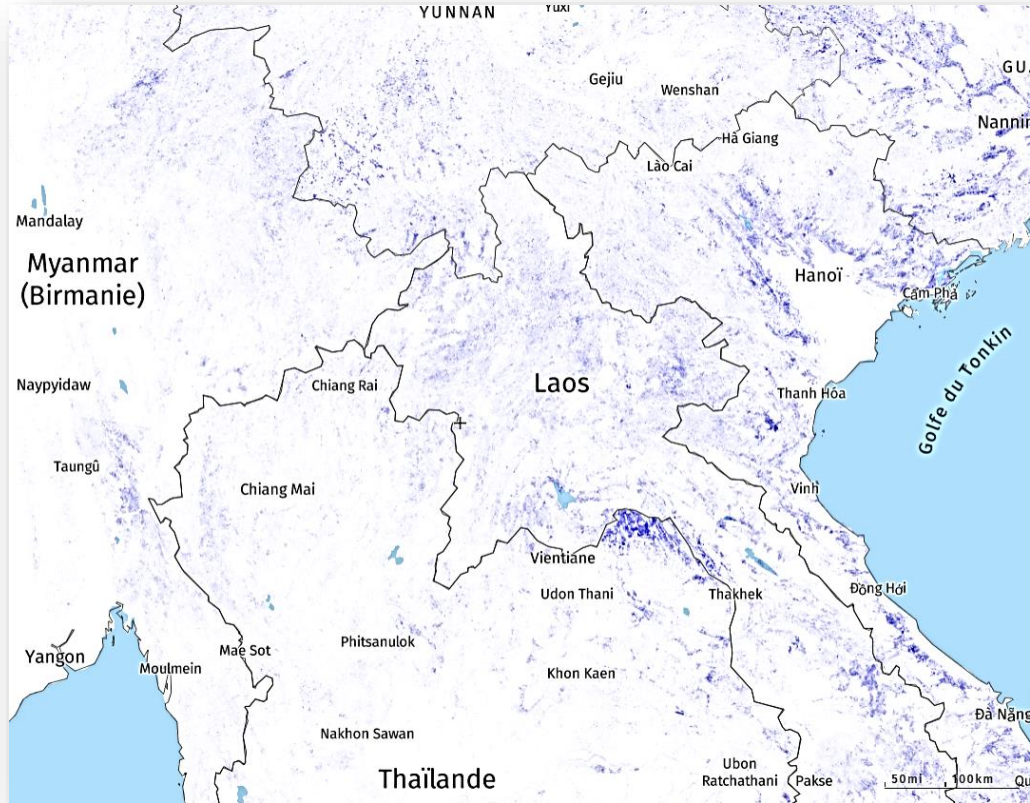 YUNNAN
Yuxi
Gejiu
Wenshan
Hà Giang
Lào Cai
Mandalay
Myanmar
(Birmanie)
Hanoï
Cẩm Phả
Golfe du Tonkin
Naypyidaw
Chiang Rai
Laos
Thanh Hóa
Taungû
Chiang Mai
Vinh
Vientiane
Udon Thani
Thakhek
Đồng Hới
Yangon
Moulmein
Mae Sot
Phitsanulok
Khon Kaen
Đà Nẵng
Nakhon Sawan
Thaïlande
Ubon
Ratchathani
Pakse
50mi
100km